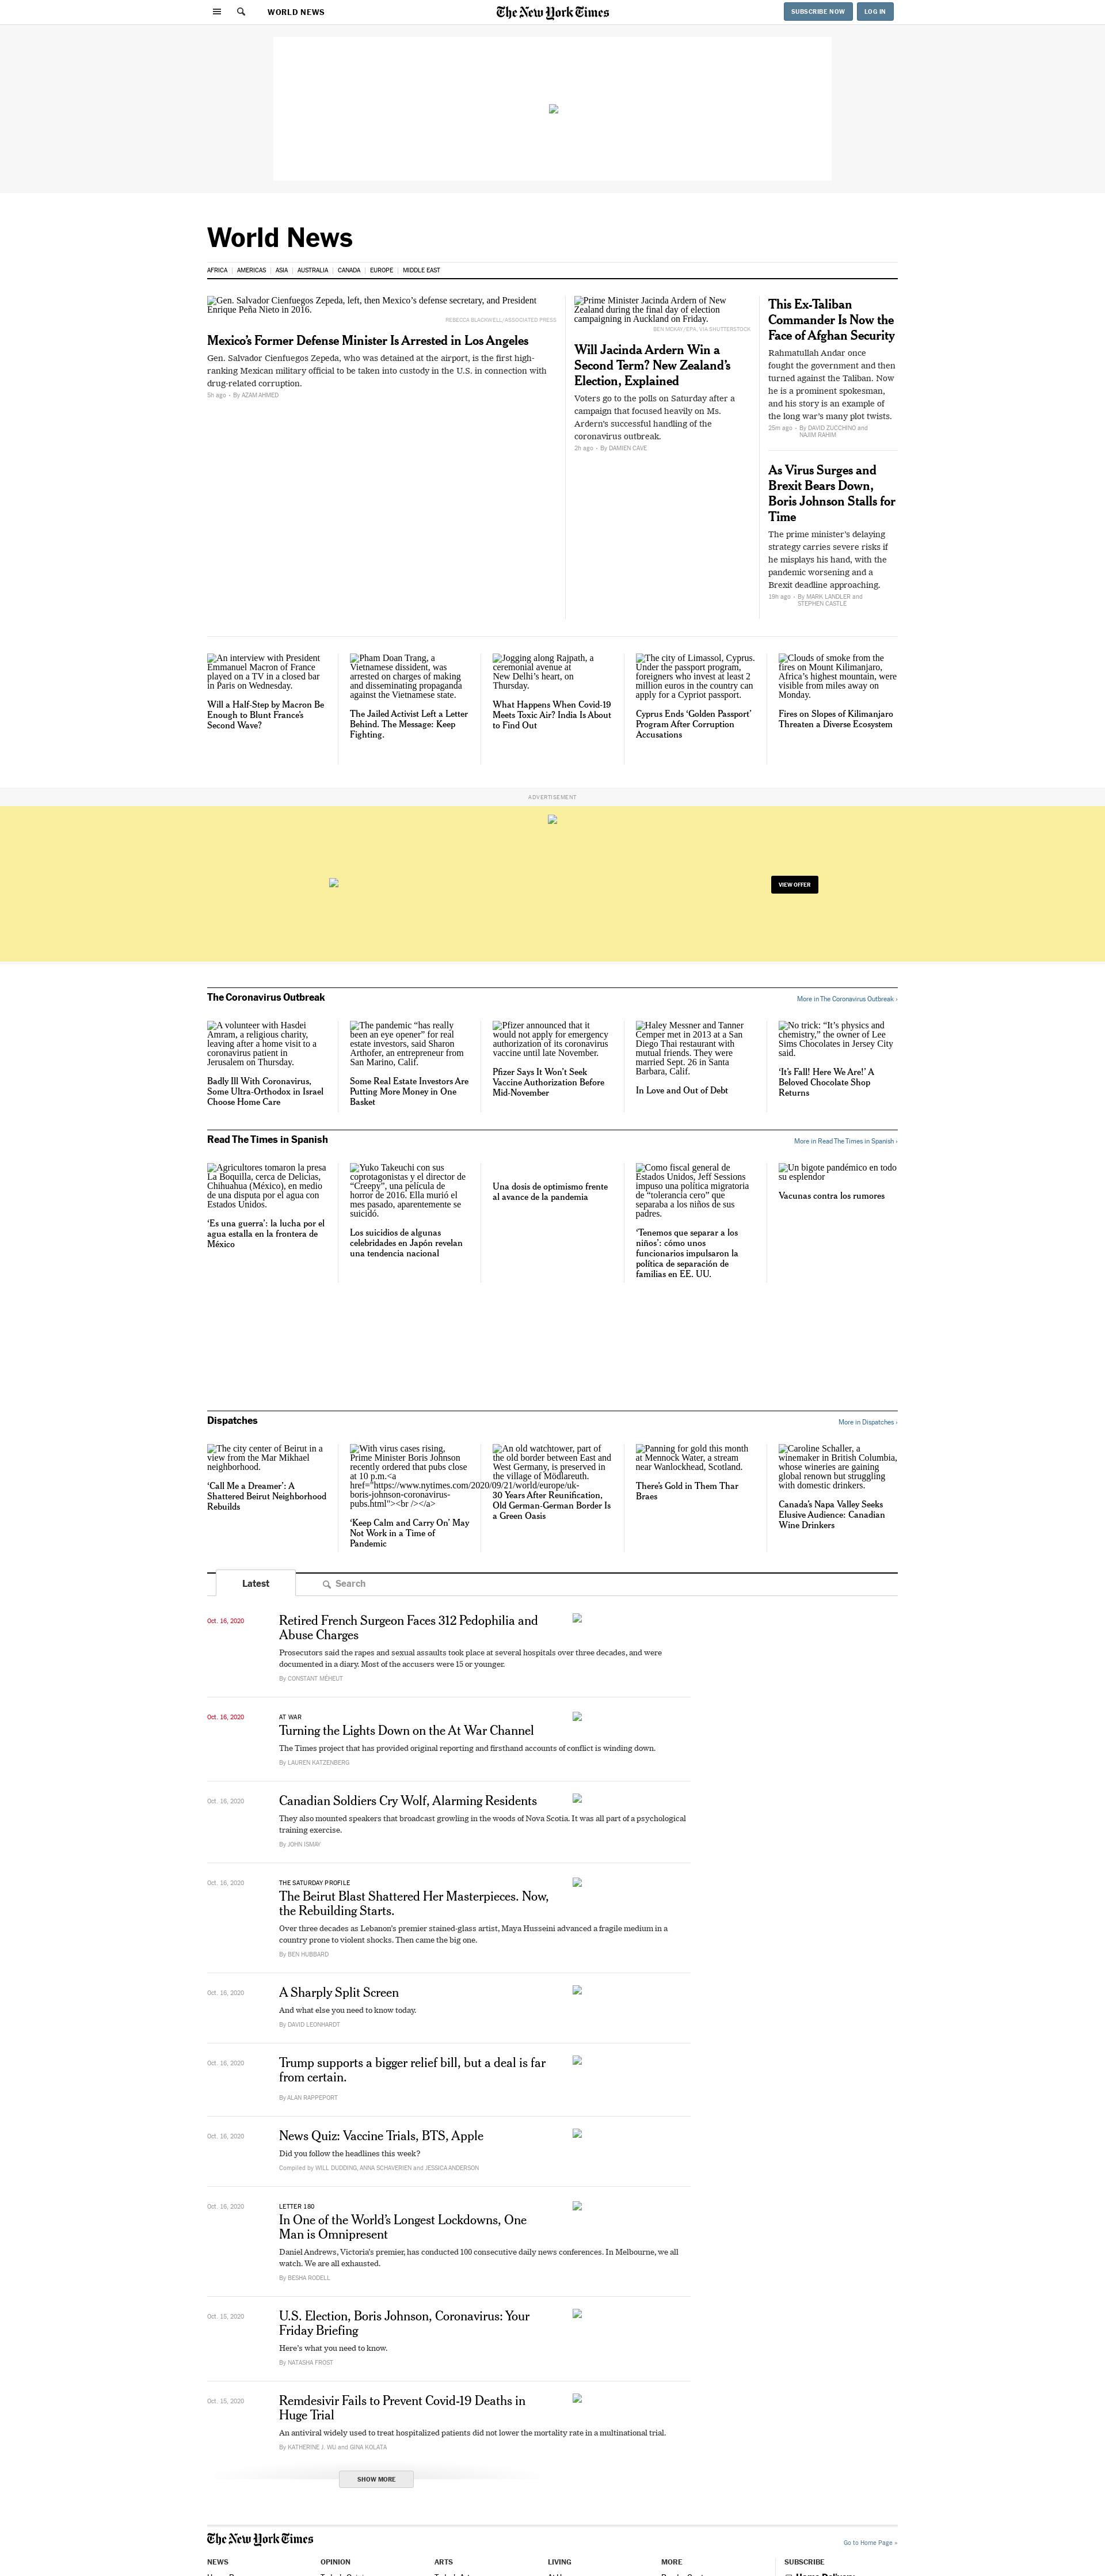 WORLD NEWS
The New York Times
SUBSCRIBE NOW
LOG IN
World News
AFRICA
AMERICAS
ASIA
AUSTRALIA
CANADA
EUROPE
MIDDLE EAST
Gen. Salvador Cienfuegos Zepeda, left, then Mexico’s defense secretary, and President
Enrique Peña Nieto in 2016.
REBECCA BLACKWELL/ASSOCIATED PRESS
Mexico’s Former Defense Minister Is Arrested in Los Angeles
Gen. Salvador Cienfuegos Zepeda, who was detained at the airport, is the first high-
ranking Mexican military official to be taken into custody in the U.S. in connection with
drug-related corruption.
5h ago • By AZAM AHMED
Prime Minister Jacinda Ardern of New
Zealand during the final day of election
campaigning in Auckland on Friday.
BEN MCKAY/EPA, VIA SHUTTERSTOCK
Will Jacinda Ardern Win a
Second Term? New Zealand’s
Election, Explained
Voters go to the polls on Saturday after a
campaign that focused heavily on Ms.
Ardern’s successful handling of the
coronavirus outbreak.
2h ago • By DAMIEN CAVE
This Ex-Taliban
Commander Is Now the
Face of Afghan Security
Rahmatullah Andar once
fought the government and then
turned against the Taliban. Now
he is a prominent spokesman,
and his story is an example of
the long war’s many plot twists.
25m ago • By DAVID ZUCCHINO and
NAJIM RAHIM
As Virus Surges and
Brexit Bears Down,
Boris Johnson Stalls for
Time
The prime minister’s delaying
strategy carries severe risks if
he misplays his hand, with the
pandemic worsening and a
Brexit deadline approaching.
19h ago • By MARK LANDLER and
STEPHEN CASTLE
An interview with President
Emmanuel Macron of France
played on a TV in a closed bar
in Paris on Wednesday.
Will a Half-Step by Macron Be
Enough to Blunt France’s
Second Wave?
Pham Doan Trang, a
Vietnamese dissident, was
arrested on charges of making
and disseminating propaganda
against the Vietnamese state.
The Jailed Activist Left a Letter
Behind. The Message: Keep
Fighting.
Jogging along Rajpath, a
ceremonial avenue at
New Delhi’s heart, on
Thursday.
What Happens When Covid-19
Meets Toxic Air? India Is About
to Find Out
The city of Limassol, Cyprus.
Under the passport program,
foreigners who invest at least 2
million euros in the country can
apply for a Cypriot passport.
Cyprus Ends ‘Golden Passport’
Program After Corruption
Accusations
Clouds of smoke from the
fires on Mount Kilimanjaro,
Africa’s highest mountain, were
visible from miles away on
Monday.
Fires on Slopes of Kilimanjaro
Threaten a Diverse Ecosystem
ADVERTISEMENT
VIEW OFFER
The Coronavirus Outbreak
More in The Coronavirus Outbreak ›
A volunteer with Hasdei
Amram, a religious charity,
leaving after a home visit to a
coronavirus patient in
Jerusalem on Thursday.
Badly Ill With Coronavirus,
Some Ultra-Orthodox in Israel
Choose Home Care
The pandemic “has really
been an eye opener” for real
estate investors, said Sharon
Arthofer, an entrepreneur from
San Marino, Calif.
Some Real Estate Investors Are
Putting More Money in One
Basket
Pfizer announced that it
would not apply for emergency
authorization of its coronavirus
vaccine until late November.
Pfizer Says It Won’t Seek
Vaccine Authorization Before
Mid-November
Haley Messner and Tanner
Cemper met in 2013 at a San
Diego Thai restaurant with
mutual friends. They were
married Sept. 26 in Santa
Barbara, Calif.
In Love and Out of Debt
No trick: “It’s physics and
chemistry,” the owner of Lee
Sims Chocolates in Jersey City
said.
‘It’s Fall! Here We Are!’ A
Beloved Chocolate Shop
Returns
Read The Times in Spanish
More in Read The Times in Spanish ›
Agricultores tomaron la presa
La Boquilla, cerca de Delicias,
Chihuahua (México), en medio
de una disputa por el agua con
Estados Unidos.
‘Es una guerra’: la lucha por el
agua estalla en la frontera de
México
Yuko Takeuchi con sus
coprotagonistas y el director de
“Creepy”, una película de
horror de 2016. Ella murió el
mes pasado, aparentemente se
suicidó.
Los suicidios de algunas
celebridades en Japón revelan
una tendencia nacional
Una dosis de optimismo frente
al avance de la pandemia
Como fiscal general de
Estados Unidos, Jeff Sessions
impuso una política migratoria
de “tolerancia cero” que
separaba a los niños de sus
padres.
‘Tenemos que separar a los
niños’: cómo unos
funcionarios impulsaron la
política de separación de
familias en EE. UU.
Un bigote pandémico en todo
su esplendor
Vacunas contra los rumores
Dispatches
More in Dispatches ›
The city center of Beirut in a
view from the Mar Mikhael
neighborhood.
‘Call Me a Dreamer’: A
Shattered Beirut Neighborhood
Rebuilds
With virus cases rising,
Prime Minister Boris Johnson
recently ordered that pubs close
at 10 p.m.<a
href="https://www.nytimes.com/2020/09/21/world/europe/uk-
boris-johnson-coronavirus-
pubs.html"><br /></a>
‘Keep Calm and Carry On’ May
Not Work in a Time of
Pandemic
An old watchtower, part of
the old border between East and
West Germany, is preserved in
the village of Mödlareuth.
30 Years After Reunification,
Old German-German Border Is
a Green Oasis
Panning for gold this month
at Mennock Water, a stream
near Wanlockhead, Scotland.
There’s Gold in Them Thar
Braes
Caroline Schaller, a
winemaker in British Columbia,
whose wineries are gaining
global renown but struggling
with domestic drinkers.
Canada’s Napa Valley Seeks
Elusive Audience: Canadian
Wine Drinkers
Latest
Search
Oct. 16, 2020
Retired French Surgeon Faces 312 Pedophilia and
Abuse Charges
Prosecutors said the rapes and sexual assaults took place at several hospitals over three decades, and were
documented in a diary. Most of the accusers were 15 or younger.
By CONSTANT MÉHEUT
Oct. 16, 2020
AT WAR
Turning the Lights Down on the At War Channel
The Times project that has provided original reporting and firsthand accounts of conflict is winding down.
By LAUREN KATZENBERG
Oct. 16, 2020
Canadian Soldiers Cry Wolf, Alarming Residents
They also mounted speakers that broadcast growling in the woods of Nova Scotia. It was all part of a psychological
training exercise.
By JOHN ISMAY
Oct. 16, 2020
THE SATURDAY PROFILE
The Beirut Blast Shattered Her Masterpieces. Now,
the Rebuilding Starts.
Over three decades as Lebanon’s premier stained-glass artist, Maya Husseini advanced a fragile medium in a
country prone to violent shocks. Then came the big one.
By BEN HUBBARD
Oct. 16, 2020
A Sharply Split Screen
And what else you need to know today.
By DAVID LEONHARDT
Oct. 16, 2020
Trump supports a bigger relief bill, but a deal is far
from certain.
By ALAN RAPPEPORT
Oct. 16, 2020
News Quiz: Vaccine Trials, BTS, Apple
Did you follow the headlines this week?
Compiled by WILL DUDDING, ANNA SCHAVERIEN and JESSICA ANDERSON
Oct. 16, 2020
LETTER 180
In One of the World’s Longest Lockdowns, One
Man is Omnipresent
Daniel Andrews, Victoria’s premier, has conducted 100 consecutive daily news conferences. In Melbourne, we all
watch. We are all exhausted.
By BESHA RODELL
Oct. 15, 2020
U.S. Election, Boris Johnson, Coronavirus: Your
Friday Briefing
Here’s what you need to know.
By NATASHA FROST
Oct. 15, 2020
Remdesivir Fails to Prevent Covid-19 Deaths in
Huge Trial
An antiviral widely used to treat hospitalized patients did not lower the mortality rate in a multinational trial.
By KATHERINE J. WU and GINA KOLATA
SHOW MORE
The New York Times
Go to Home Page »
NEWS
OPINION
ARTS
LIVING
MORE
SUBSCRIBE